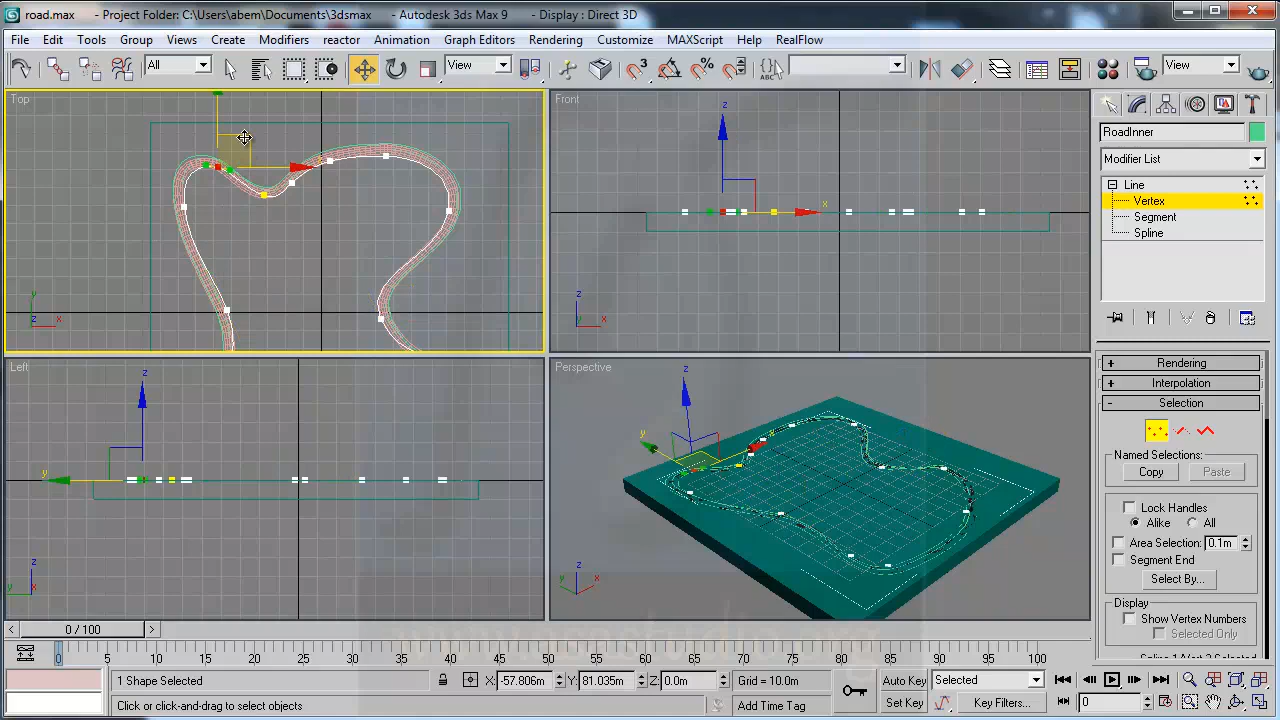 road.max - Project Folder: C:\Users\abem\Documents\3dsmax - Autodesk 3ds Max 9 - Display : Direct 3D
File Edit Tools Group Views Create Modifiers reactor Animation Graph Editors Rendering Customize MAXScript Help RealFlow
All View 3 % ABC View
Top Front
RoadInner
z Modifier List
Line
Vertex
x Segment
Spline
y
z x z x
Left Perspective
Rendering
z z
Interpolation
Selection
y x
Named Selections:
y Copy Paste
Lock Handles
Alike All
Area Selection: 0.1m
Segment End
z z Select By...
y x y x Display
Show Vertex Numbers
0 / 100 Selected Only
0 5 10 15 20 25 30 35 40 45 50 55 60 65 70 75 80 85 90 95 100
1 Shape Selected X: -57.806m Y: 81.035m Z: 0.0m Grid = 10.0m Auto Key Selected
Click or click-and-drag to select objects Add Time Tag Set Key Key Filters... 0